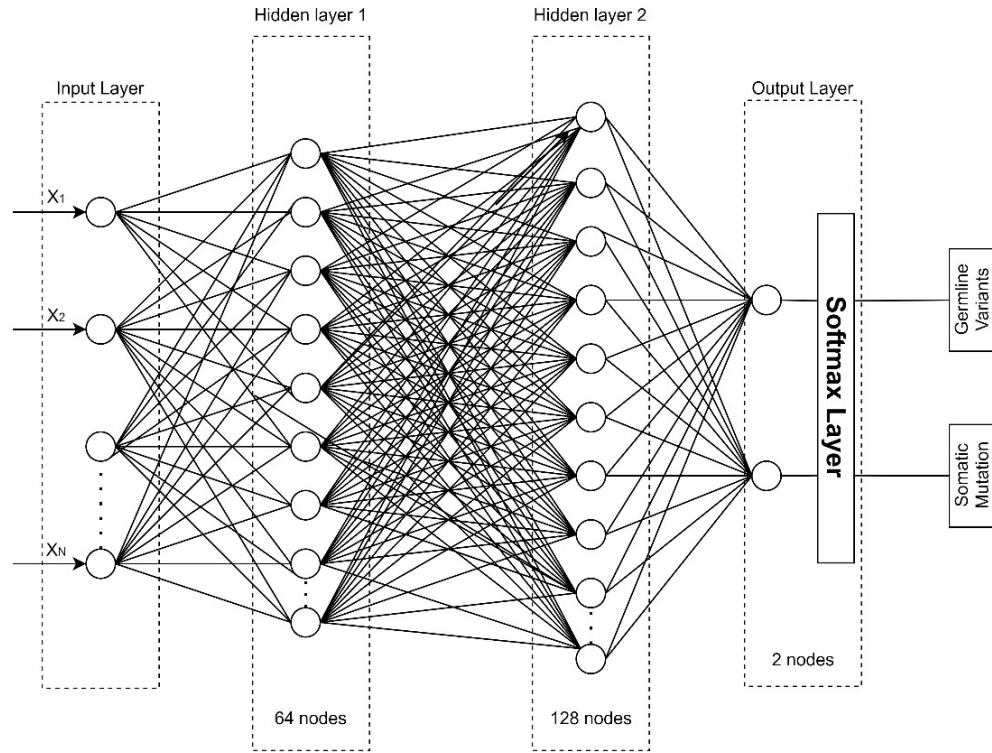 Hidden layer 1
Hidden layer 2
Input Layer
Output Layer
X1
X2
XN
Softmax Layer
Germline
Variants
Somatic
Mutation
64 nodes
128 nodes
2 nodes